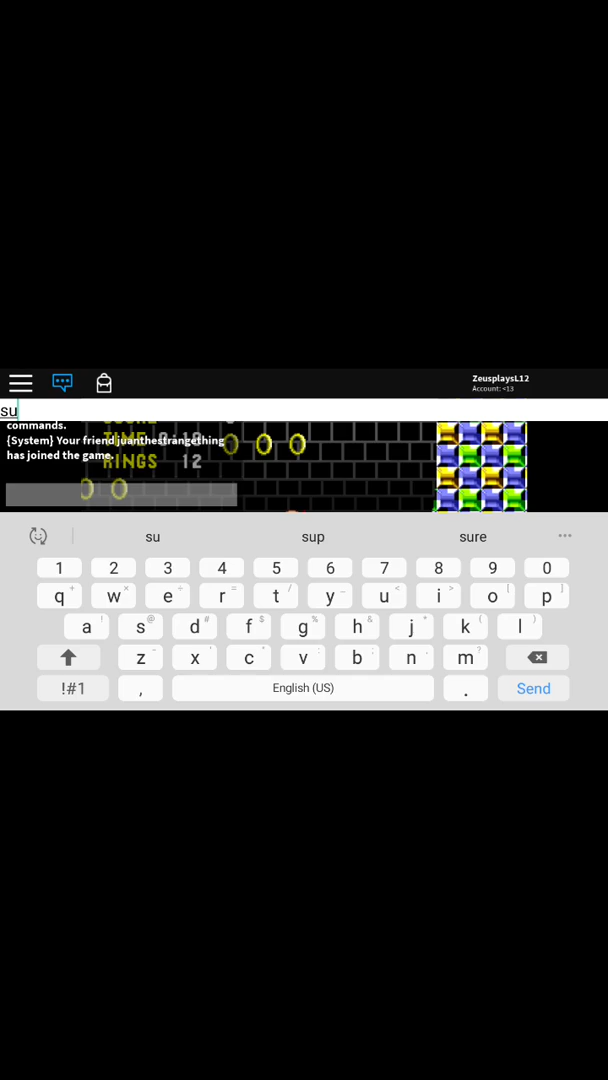 ZeusplaysL12
Account: <13
su
commands.
{System} Your friend juanthestrangething
has joined the game.
TIME
RINGS 12
su sup sure ...
1 2 3 4 5 6 7 8 9 0
q + w × e ÷ r = t / y _ u < i > o [ p ]
a ! s @ d # f $ g % h & j * k ( l )
z - x ' c " v : b ; n , m ?
!#1 , English (US) . Send